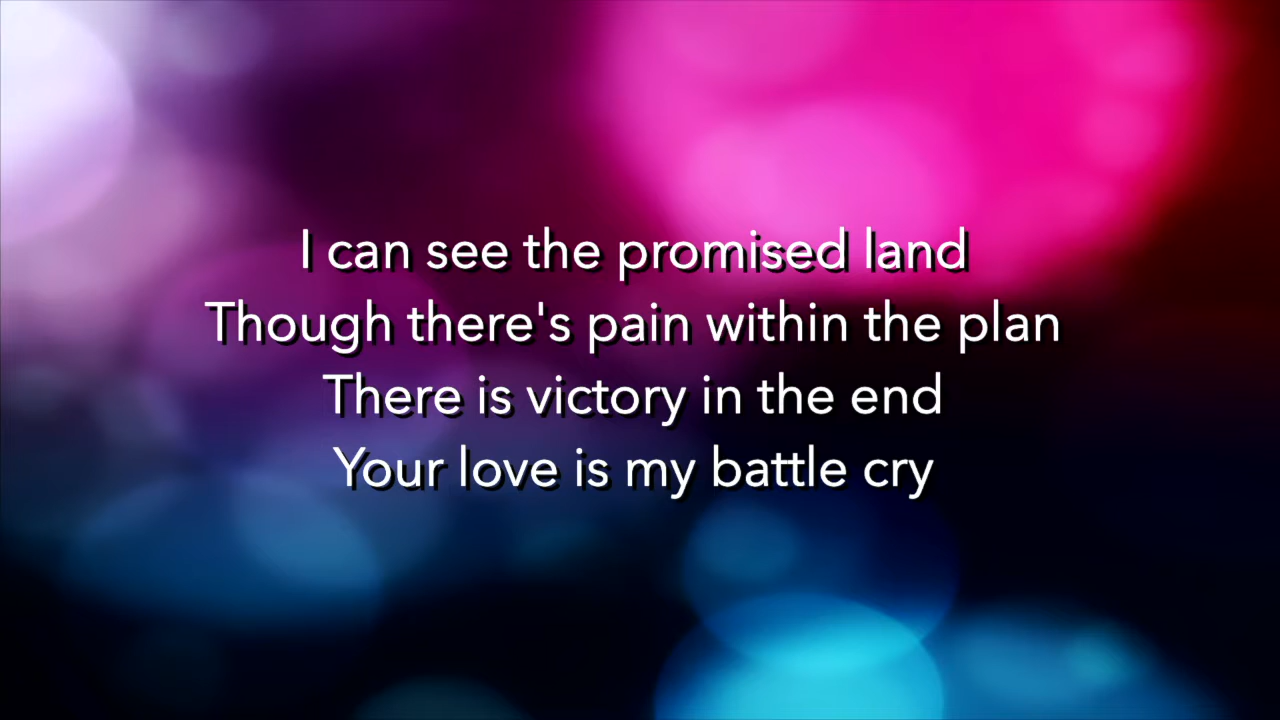 I can see the promised land
Though there's pain within the plan
There is victory in the end
Your love is my battle cry